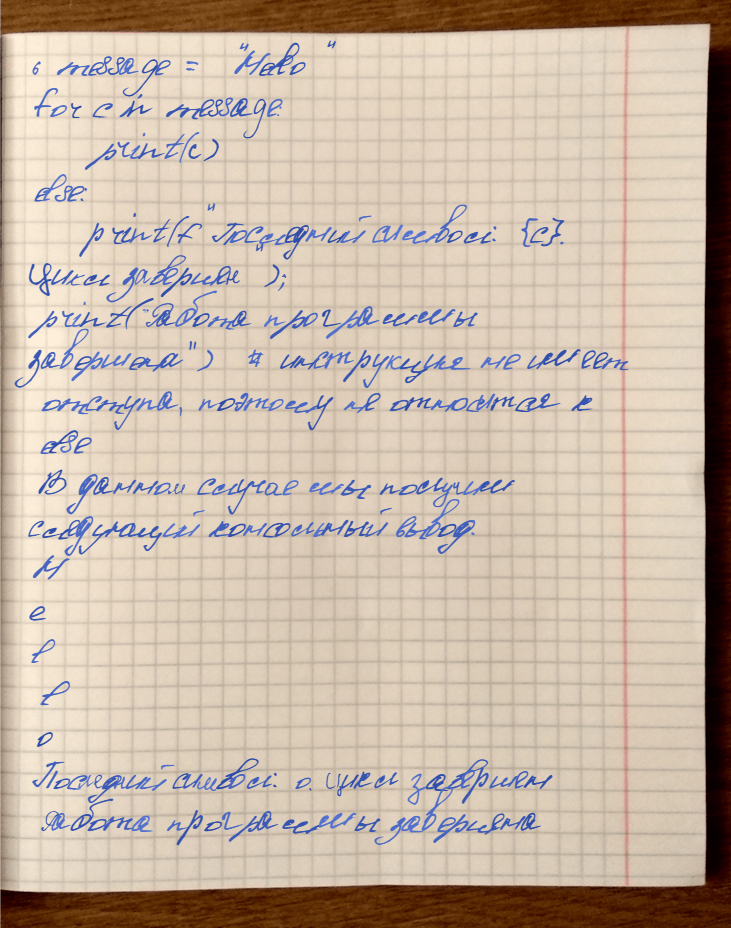 6 message = "Hello"
for c in message:
print(c)
else:
print(f"Последний символ: {c}.
Цикл завершен");
print("Работа программы
завершена") # инструкция не имеет
отступа, поэтому не относится к
else
В данном случае мы получим
следующий консольный вывод:
H
e
l
l
o
Последний символ: o. Цикл завершен
Работа программы завершена